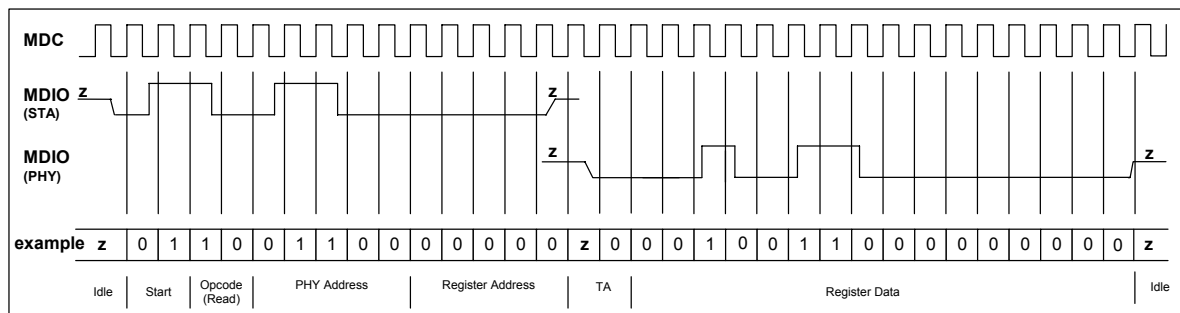 MDC
MDIO z z
(STA)
MDIO z z
(PHY)
example z 0 1 1 0 0 1 1 0 0 0 0 0 0 0 z 0 0 0 1 0 0 1 1 0 0 0 0 0 0 0 0 0 z
Idle Start Opcode (Read) PHY Address Register Address TA Register Data Idle